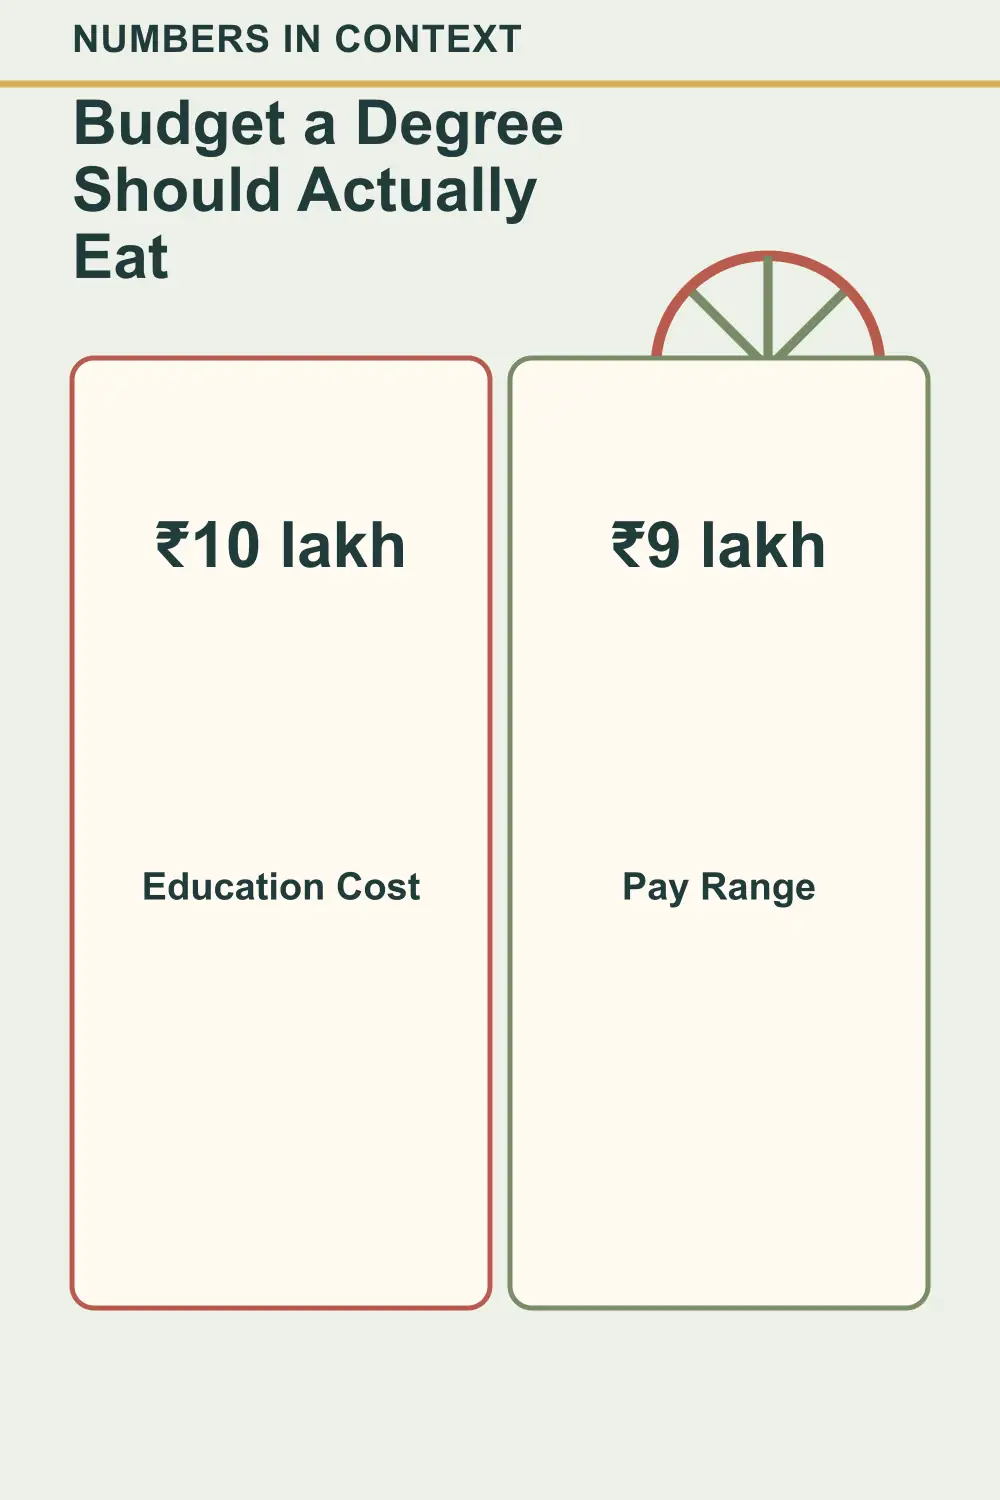 NUMBERS IN CONTEXT
Budget a Degree
Should Actually
Eat
₹10 lakh
₹9 lakh
Education Cost
Pay Range